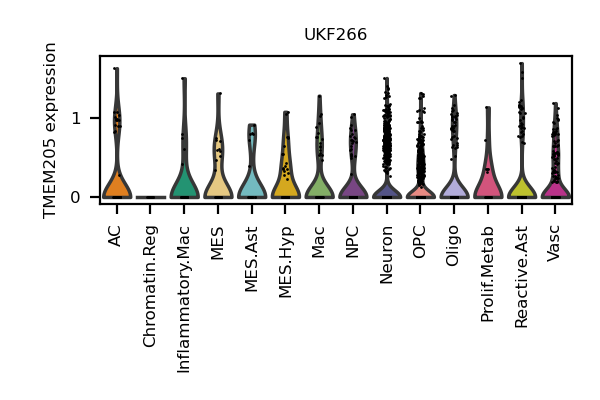 UKF266
TMEM205 expression
1
0
AC
Chromatin.Reg
Inflammatory.Mac
MES
MES.Ast
MES.Hyp
Mac
NPC
Neuron
OPC
Oligo
Prolif.Metab
Reactive.Ast
Vasc